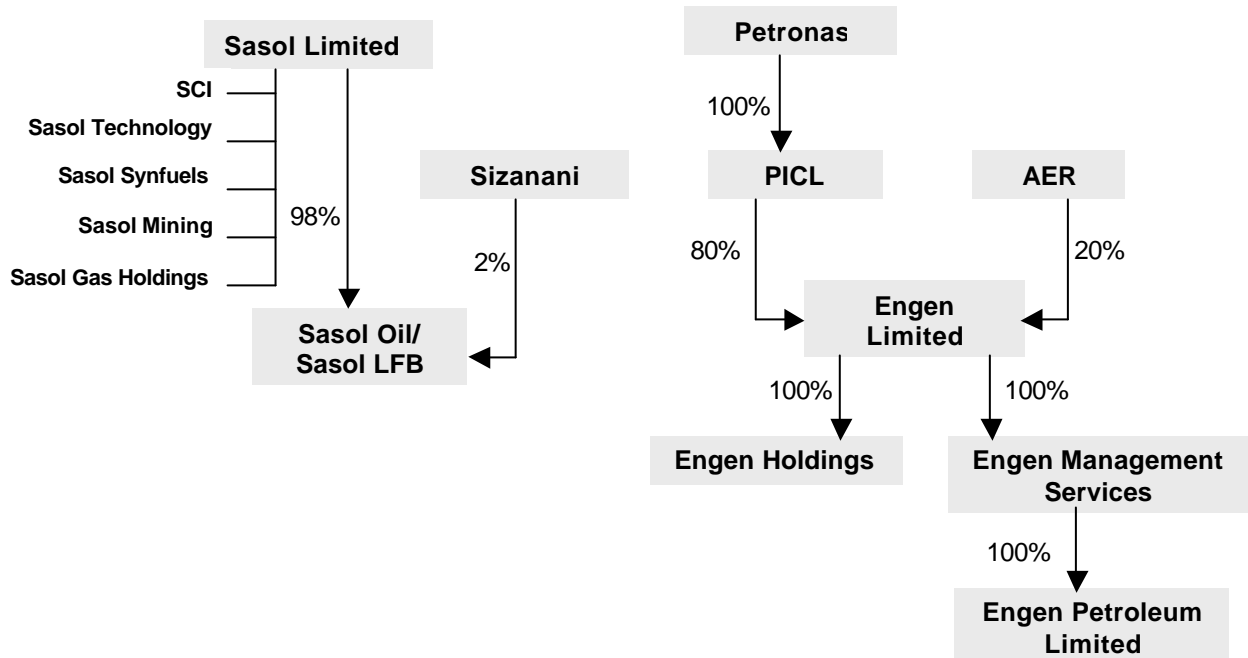 Sasol Limited
SCI
Sasol Technology
Sasol Synfuels
Sasol Mining
Sasol Gas Holdings
98%
Sizanani
2%
Sasol Oil/
Sasol LFB
Petronas
100%
PICL
AER
80%
20%
Engen
Limited
100%
100%
Engen Holdings
Engen Management
Services
100%
Engen Petroleum
Limited